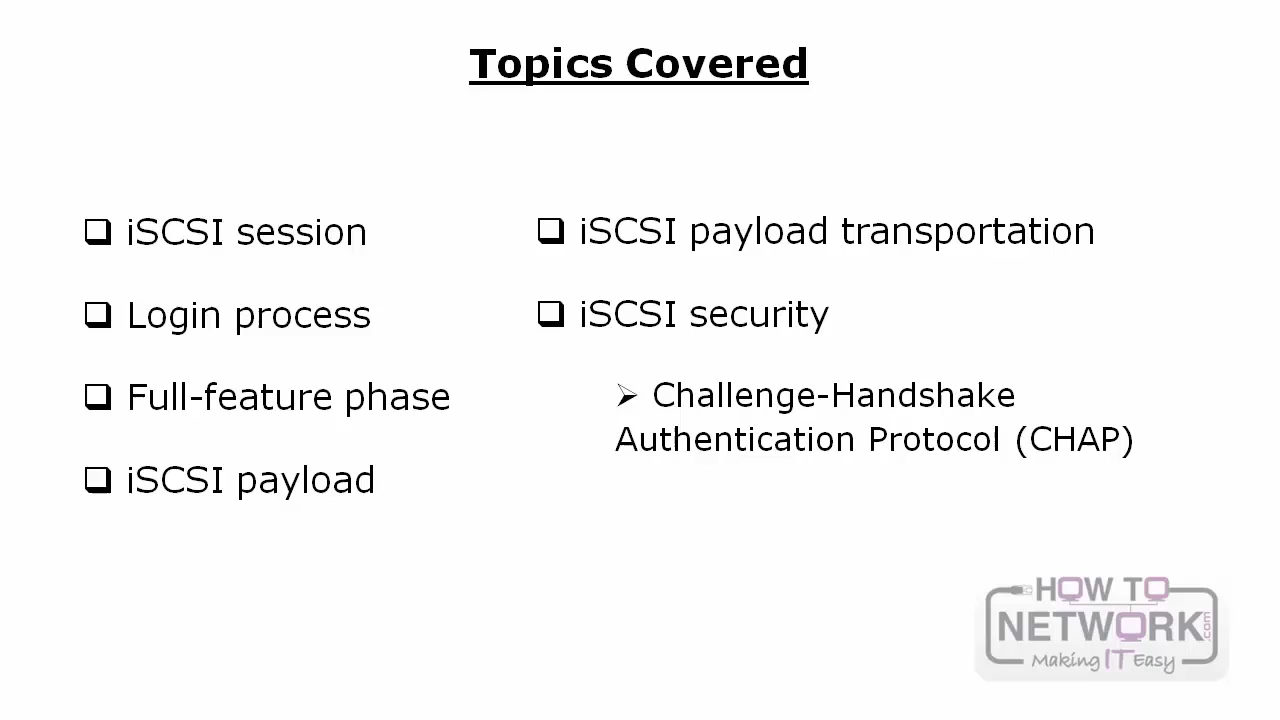 Topics Covered
iSCSI session
Login process
Full-feature phase
iSCSI payload
iSCSI payload transportation
iSCSI security
Challenge-Handshake
Authentication Protocol (CHAP)
HOW TO
NETWORK.com
Making IT Easy